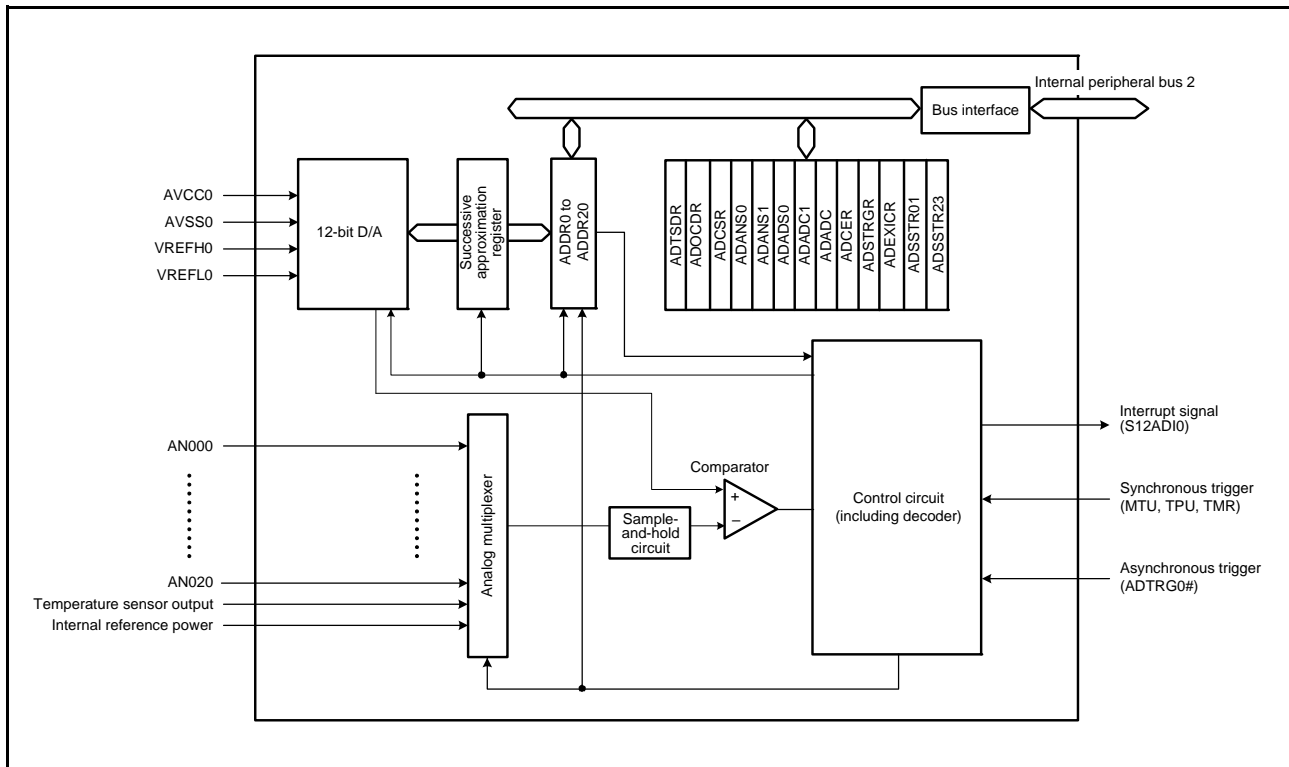 Internal peripheral bus 2
Bus interface
AVCC0
AVSS0
VREFH0
VREFL0
12-bit D/A
Successive
approximation
register
ADDR0 to
ADDR20
ADTSDR
ADOCDR
ADCSR
ADANS0
ADANS1
ADADS0
ADADC1
ADADC
ADCER
ADSTRGR
ADEXICR
ADSSTR01
ADSSTR23
AN000
AN020
Temperature sensor output
Internal reference power
Analog multiplexer
Sample-
and-hold
circuit
Comparator
+
−
Control circuit
(including decoder)
Interrupt signal
(S12ADI0)
Synchronous trigger
(MTU, TPU, TMR)
Asynchronous trigger
(ADTRG0#)